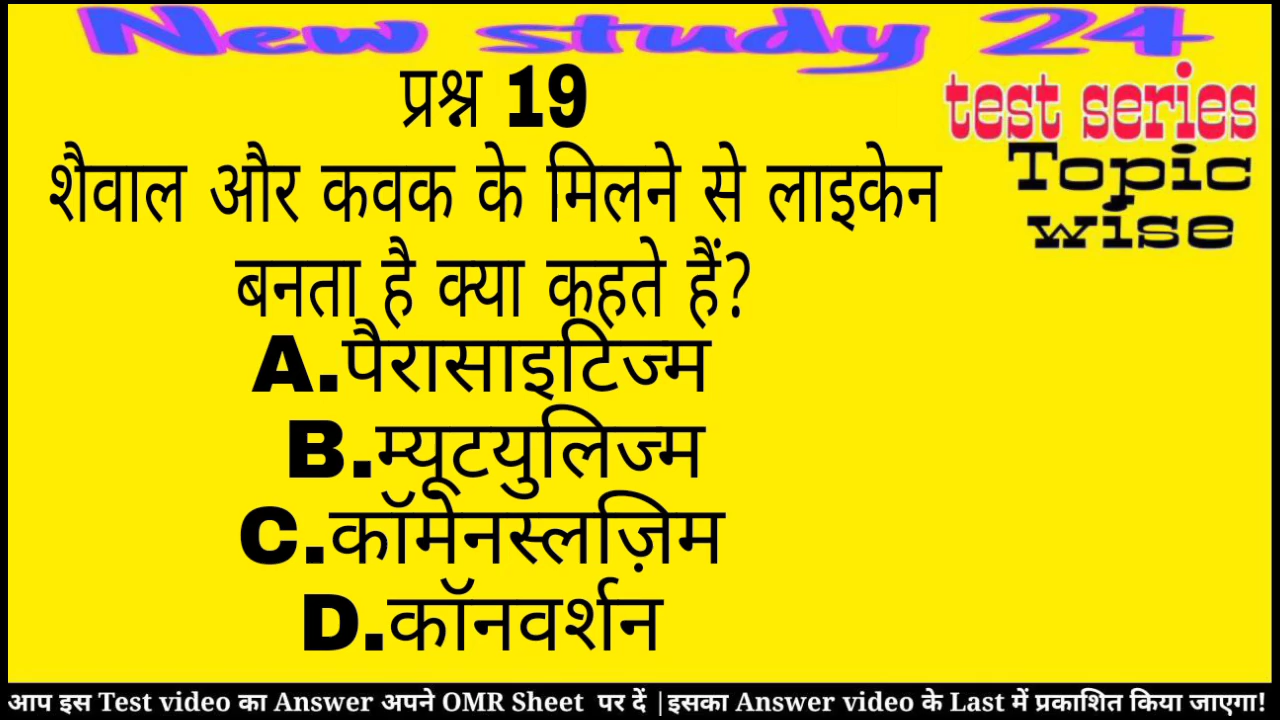 New study 24
test series
Topic
wise
प्रश्न 19
शैवाल और कवक के मिलने से लाइकेन
बनता है क्या कहते हैं?
A.पैरासाइटिज्म
B.म्यूटयुलिज्म
C.कॉमेनस्लज़िम
D.कॉनवर्शन
आप इस Test video का Answer अपने OMR Sheet पर दें |इसका Answer video के Last में प्रकाशित किया जाएगा!